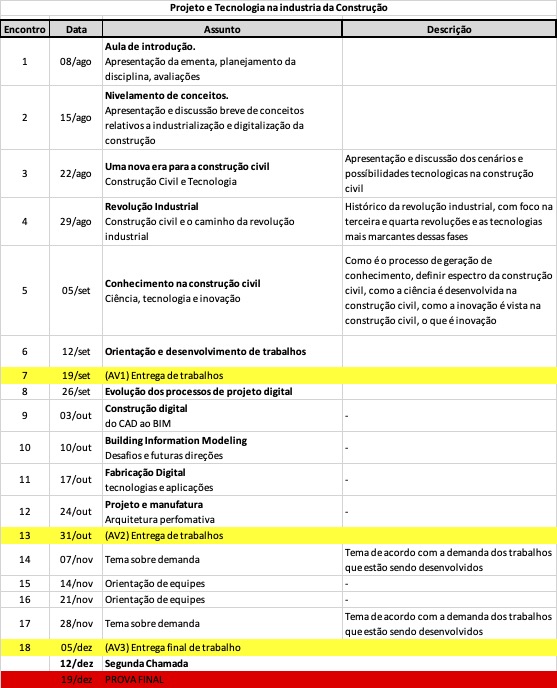 Projeto e Tecnologia na industria da Construção
Encontro Data Assunto Descrição
1 08/ago Aula de introdução.
Apresentação da ementa, planejamento da
disciplina, avaliações
2 15/ago Nivelamento de conceitos.
Apresentação e discussão breve de conceitos
relativos a industrialização e digitalização da
construção
3 22/ago Uma nova era para a construção civil
Construção Civil e Tecnologia
Apresentação e discussão dos cenários e
possíbilidades tecnologicas na construção
civil
4 29/ago Revolução Industrial
Construção civil e o caminho da revolução
industrial
Histórico da revolução industrial, com foco na
terceira e quarta revoluções e as tecnologias
mais marcantes dessas fases
5 05/set Conhecimento na construção civil
Ciência, tecnologia e inovação
Como é o processo de geração de
conhecimento, definir espectro da construção
civil, como a ciência é desenvolvida na
construção civil, como a inovação é vista na
construção civil, o que é inovação
6 12/set Orientação e desenvolvimento de trabalhos
7 19/set (AV1) Entrega de trabalhos
8 26/set Evolução dos processos de projeto digital
9 03/out Construção digital
do CAD ao BIM
-
10 10/out Building Information Modeling
Desafios e futuras direções
-
11 17/out Fabricação Digital
tecnologias e aplicações
-
12 24/out Projeto e manufatura
Arquitetura perfomativa
-
13 31/out (AV2) Entrega de trabalhos
14 07/nov Tema sobre demanda
Tema de acordo com a demanda dos trabalhos
que estão sendo desenvolvidos
15 14/nov Orientação de equipes -
16 21/nov Orientação de equipes -
17 28/nov Tema sobre demanda
Tema de acordo com a demanda dos trabalhos
que estão sendo desenvolvidos
18 05/dez (AV3) Entrega final de trabalho
12/dez Segunda Chamada
19/dez PROVA FINAL